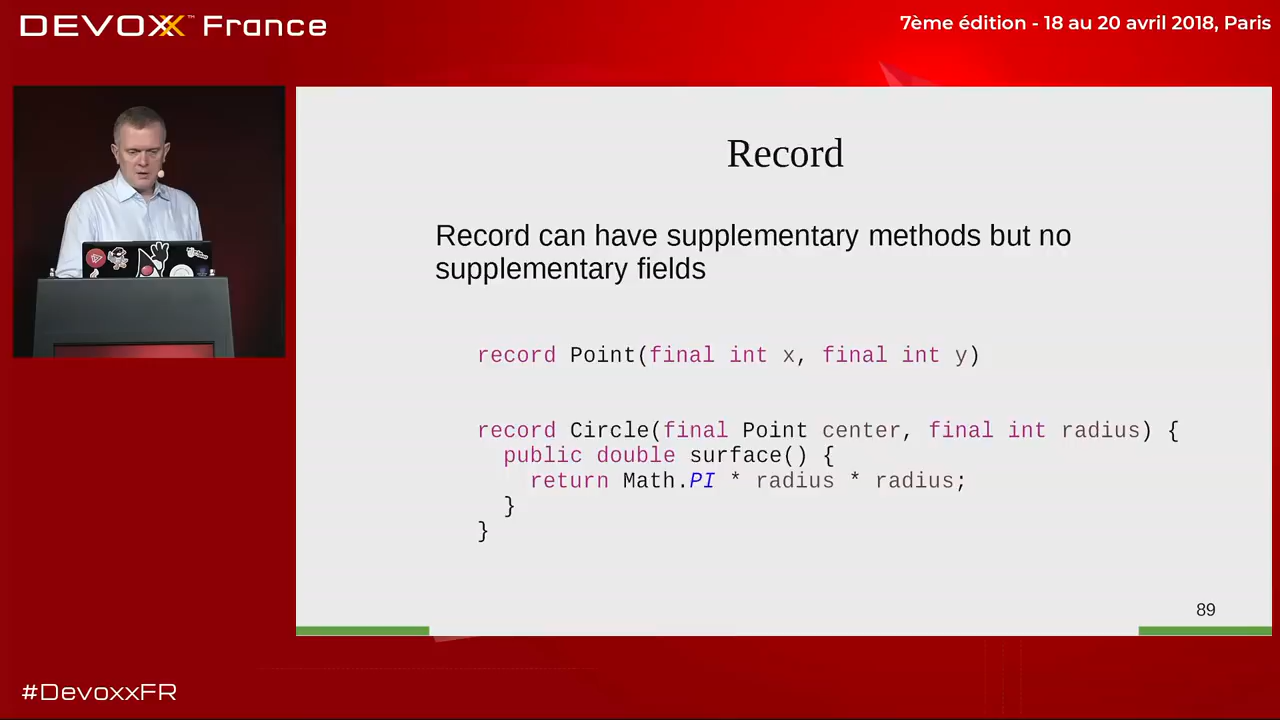 DEVOXX™ France
7ème édition - 18 au 20 avril 2018, Paris
Record
Record can have supplementary methods but no
supplementary fields
record Point(final int x, final int y)
record Circle(final Point center, final int radius) {
public double surface() {
return Math.PI * radius * radius;
}
}
89
#DevoxxFR